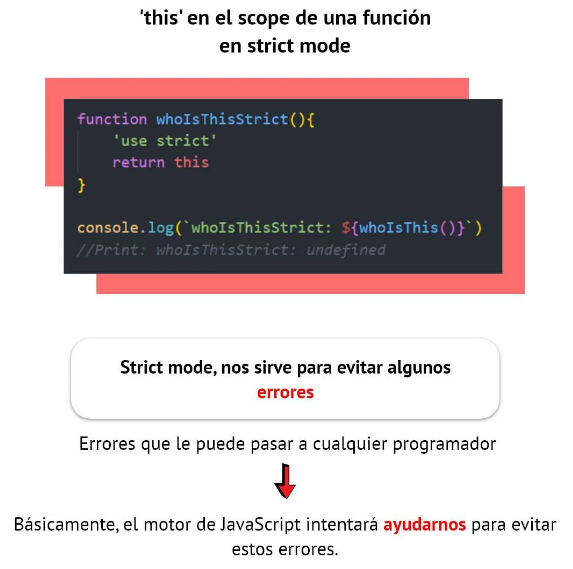 'this' en el scope de una función
en strict mode
function whoIsThisStrict(){
    'use strict'
    return this
}
console.log(`whoIsThisStrict: ${whoIsThis()}`)
//Print: whoIsThisStrict: undefined
Strict mode, nos sirve para evitar algunos
errores
Errores que le puede pasar a cualquier programador
Básicamente, el motor de JavaScript intentará ayudarnos para evitar
estos errores.